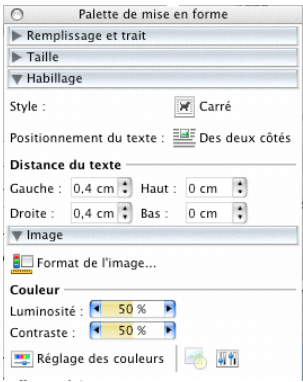 Palette de mise en forme
Remplissage et trait
Taille
Habillage
Style : Carré
Positionnement du texte : Des deux côtés
Distance du texte
Gauche : 0.4 cm Haut : 0 cm
Droite : 0,4 cm Bas : 0 cm
Image
Format de l'image...
Couleur
Luminosité : 50 %
Contraste : 50 %
Réglage des couleurs